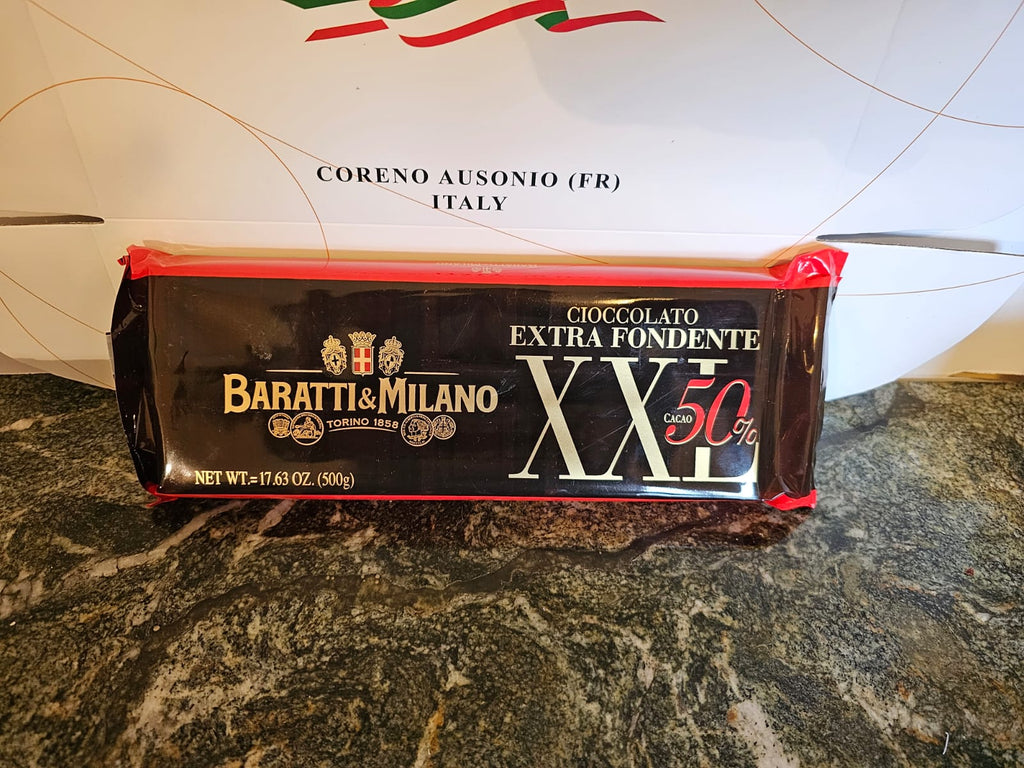 CORENO AUSONIO (FR)
ITALY
BARATTI & MILANO
TORINO 1858
NET WT.= 17.63 OZ. (500g)
CIOCCOLATO
EXTRA FONDENTE
XXL
CACAO 50%